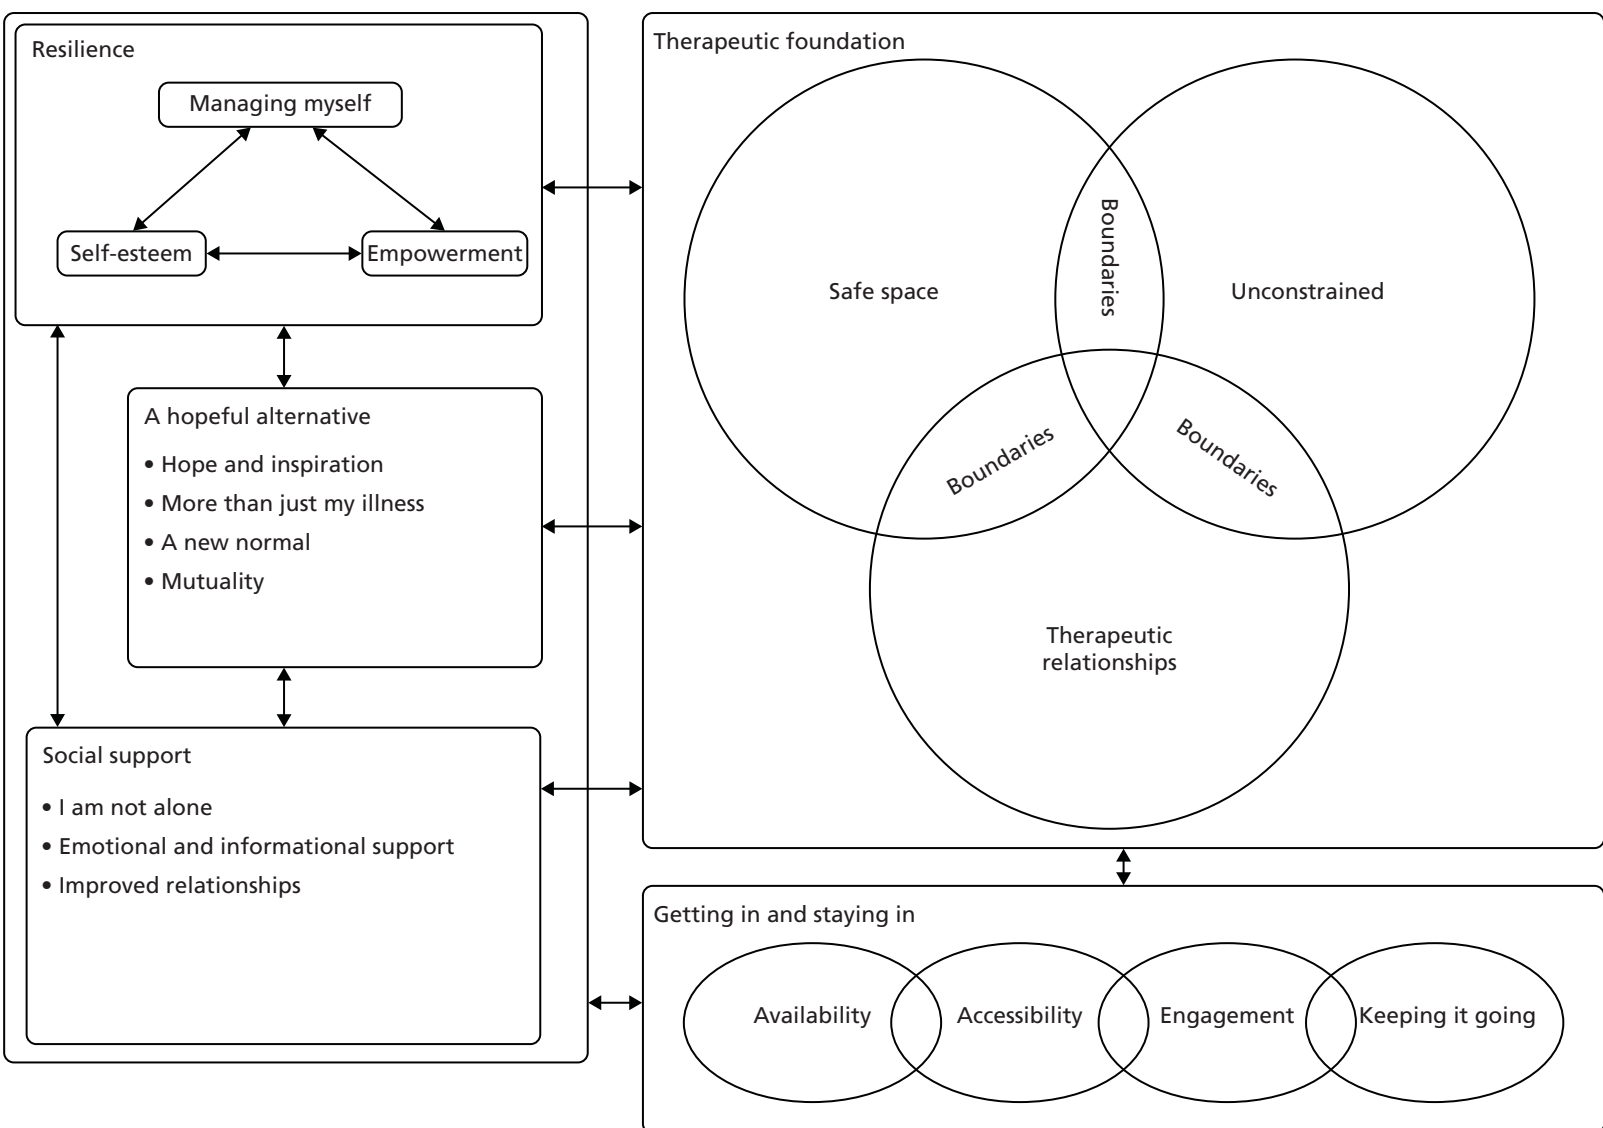 Resilience
Managing myself
Self-esteem
Empowerment
A hopeful alternative
• Hope and inspiration
• More than just my illness
• A new normal
• Mutuality
Social support
• I am not alone
• Emotional and informational support
• Improved relationships
Therapeutic foundation
Safe space
Boundaries
Unconstrained
Boundaries
Boundaries
Therapeutic
relationships
Getting in and staying in
Availability
Accessibility
Engagement
Keeping it going